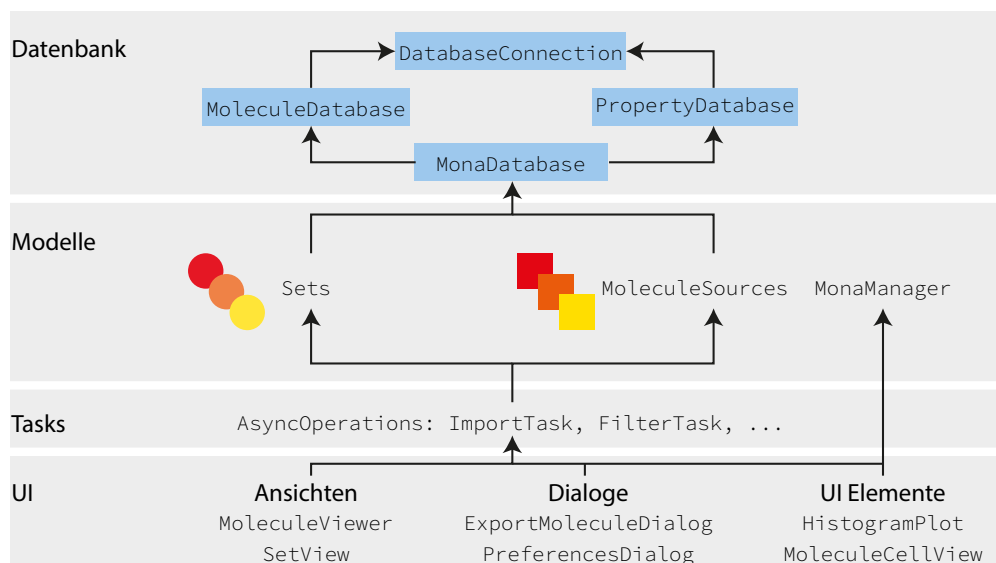 Datenbank
DatabaseConnection
MoleculeDatabase
PropertyDatabase
MonaDatabase
Modelle
Sets
MoleculeSources
MonaManager
Tasks
AsyncOperations: ImportTask, FilterTask, ...
UI
Ansichten
Dialoge
UI Elemente
MoleculeViewer
ExportMoleculeDialog
HistogramPlot
SetView
PreferencesDialog
MoleculeCellView